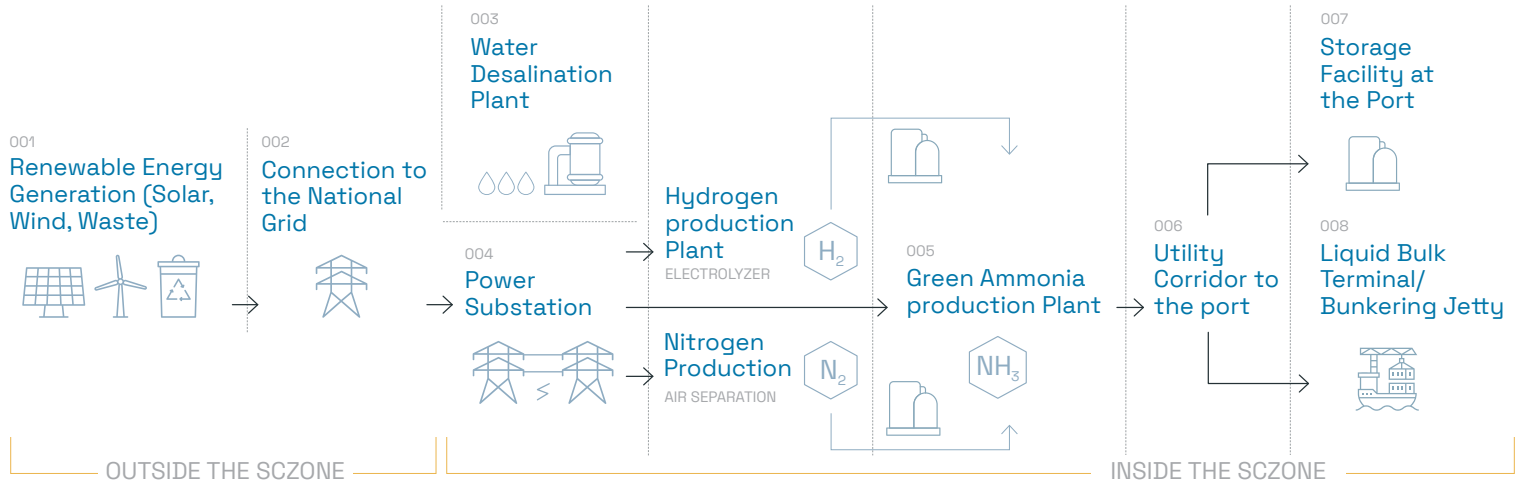 001
Renewable Energy
Generation (Solar,
Wind, Waste)
002
Connection to
the National
Grid
003
Water
Desalination
Plant
004
Power
Substation
Hydrogen
production
Plant
ELECTROLYZER
H2
Nitrogen
Production
AIR SEPARATION
N2
005
Green Ammonia
production Plant
NH3
006
Utility
Corridor to
the port
007
Storage
Facility at
the Port
008
Liquid Bulk
Terminal/
Bunkering Jetty
OUTSIDE THE SCZONE
INSIDE THE SCZONE